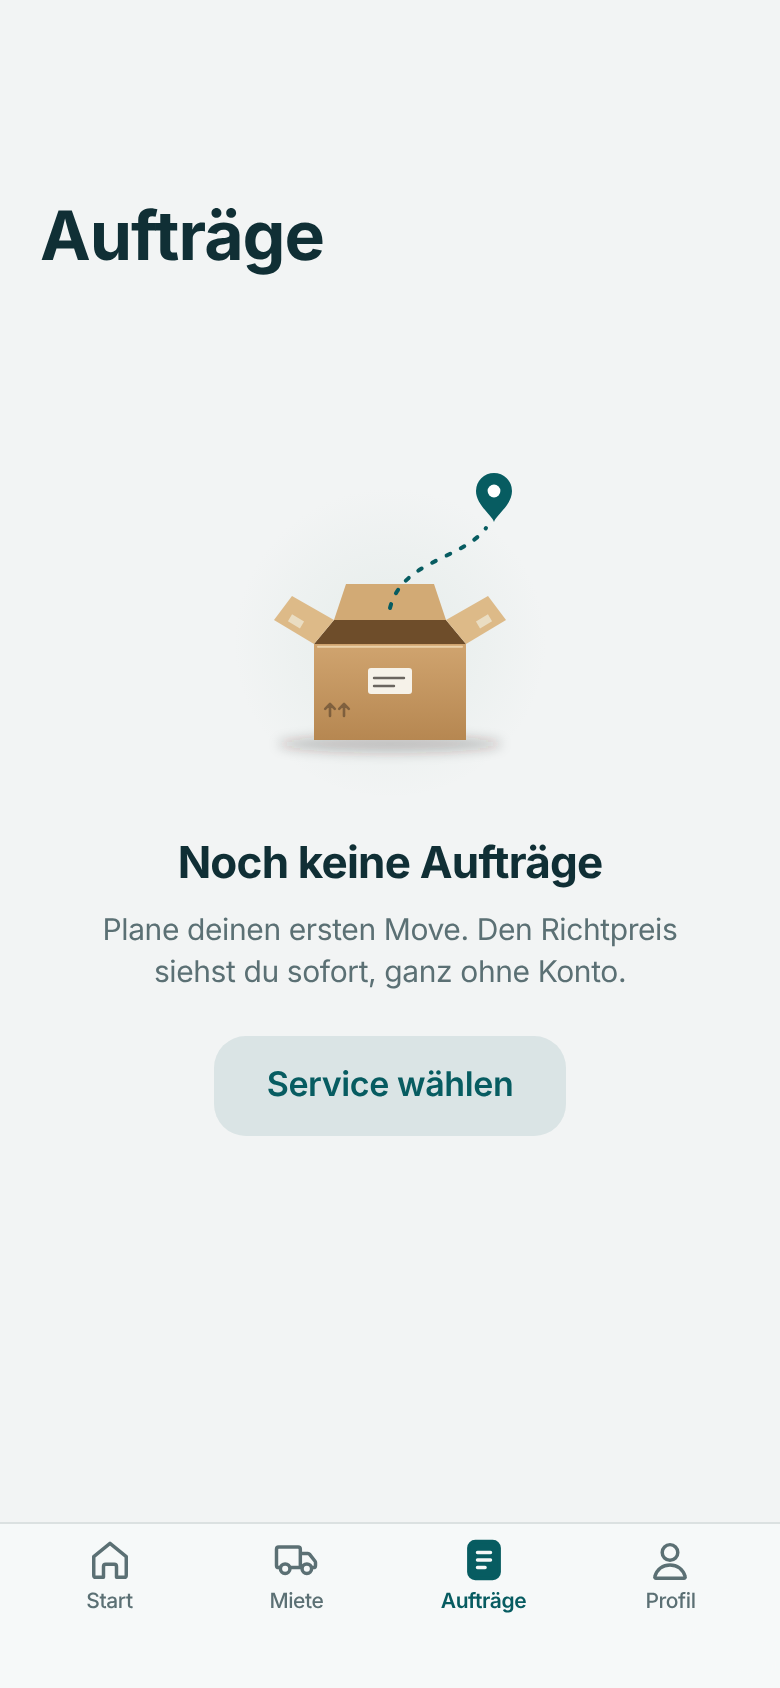 Aufträge
Noch keine Aufträge
Plane deinen ersten Move. Den Richtpreis
siehst du sofort, ganz ohne Konto.
Service wählen
Start
Miete
Aufträge
Profil